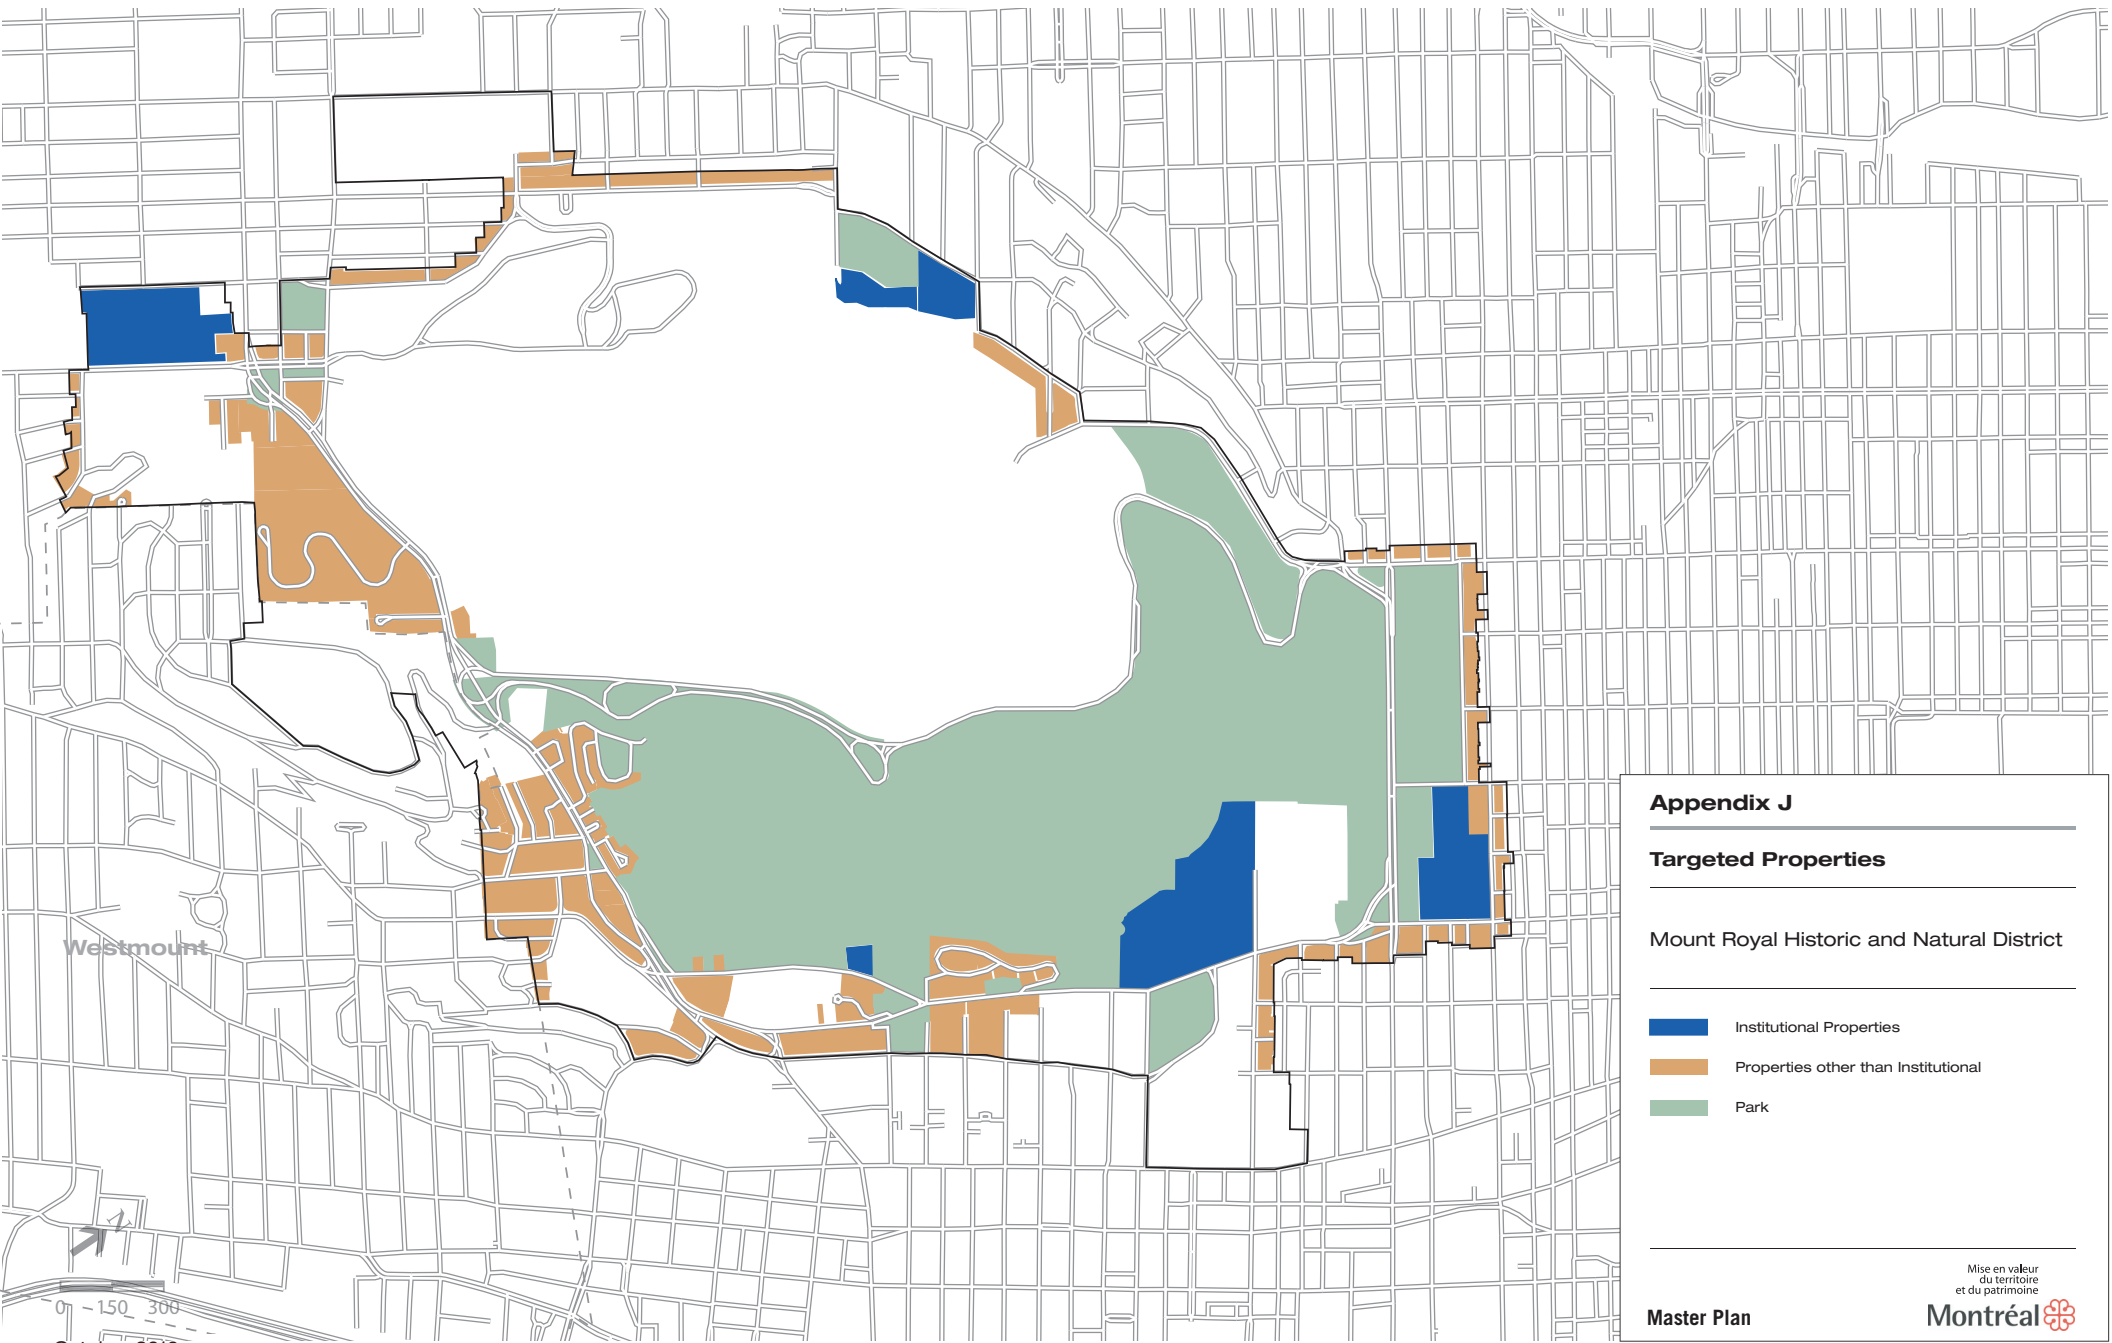 Appendix J
Targeted Properties
Mount Royal Historic and Natural District
Institutional Properties
Properties other than Institutional
Park
Westmount
N
0 150 300
Mise en valeur
du territoire
et du patrimoine
Master Plan
Montréal